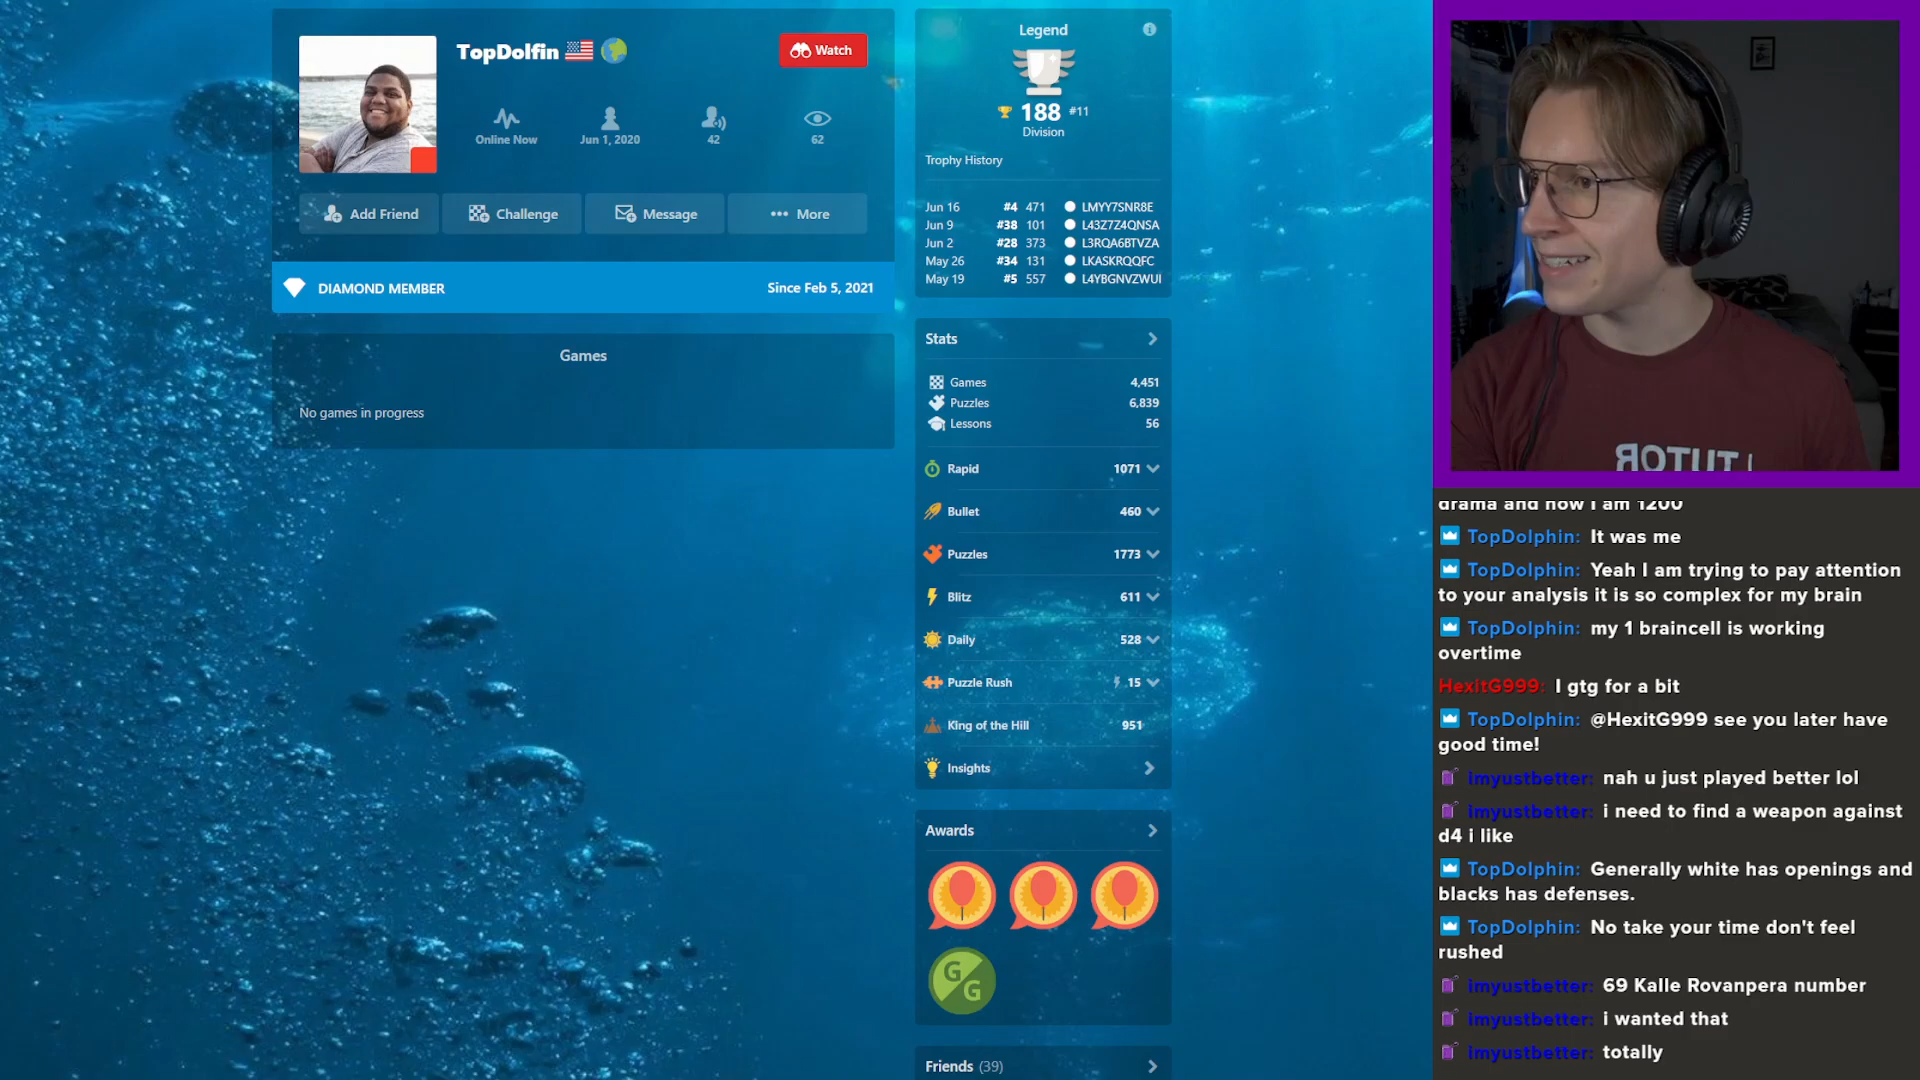 TopDolfin
Watch
Online Now
Jun 1, 2020
42
62
Add Friend
Challenge
Message
More
DIAMOND MEMBER
Since Feb 5, 2021
Games
No games in progress
Legend
188 #11
Division
Trophy History
Jun 16 #4 471 LMYY7SNR8E
Jun 9 #38 101 L43Z7Z4QNSA
Jun 2 #28 373 L3RQA6BTVZA
May 26 #34 131 LKASKRQQFC
May 19 #5 557 L4YBGNVZWUI
Stats
Games 4,451
Puzzles 6,839
Lessons 56
Rapid 1071
Bullet 460
Puzzles 1773
Blitz 611
Daily 528
Puzzle Rush 15
King of the Hill 951
Insights
Awards
G
G
Friends (39)
I TUTOR
drama and now i am 1200
TopDolphin: It was me
TopDolphin: Yeah I am trying to pay attention
to your analysis it is so complex for my brain
TopDolphin: my 1 braincell is working
overtime
HexitG999: I gtg for a bit
TopDolphin: @HexitG999 see you later have
good time!
imyustbetter: nah u just played better lol
imyustbetter: i need to find a weapon against
d4 i like
TopDolphin: Generally white has openings and
blacks has defenses.
TopDolphin: No take your time don't feel
rushed
imyustbetter: 69 Kalle Rovanpera number
imyustbetter: i wanted that
imyustbetter: totally